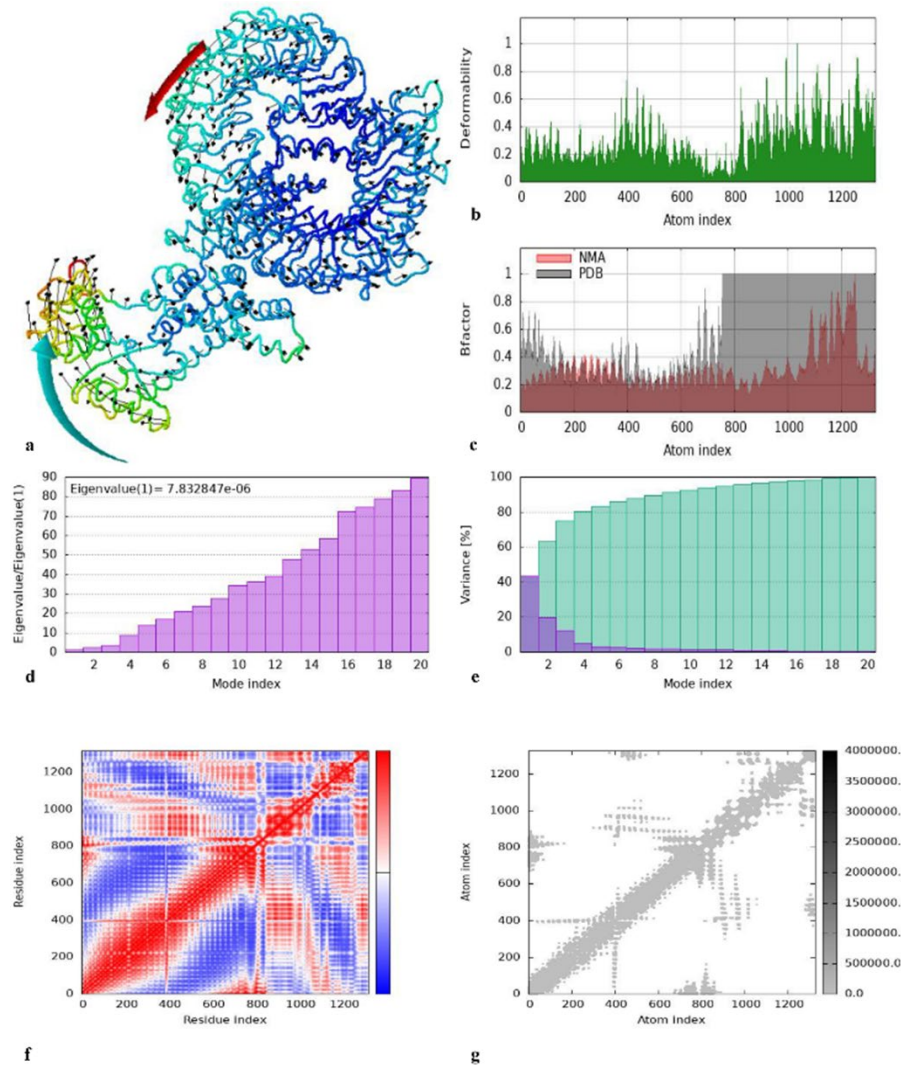 a
1
0.8
0.6
0.4
0.2
0
0 200 400 600 800 1000 1200
Deformability
Atom index
b
NMA
PDB
1
0.8
0.6
0.4
0.2
0
0 200 400 600 800 1000 1200
Bfactor
Atom index
c
Eigenvalue(1)= 7.832847e-06
90
80
70
60
50
40
30
20
10
0
2 4 6 8 10 12 14 16 18 20
Eigenvalue/Eigenvalue(1)
Mode index
d
100
80
60
40
20
0
2 4 6 8 10 12 14 16 18 20
Variance [%]
Mode index
e
1200
1000
800
600
400
200
0
0 200 400 600 800 1000 1200
Residue index
Residue index
f
1200
1000
800
600
400
200
0
0 200 400 600 800 1000 1200
Atom index
Atom index
4000000.
3500000.
3000000.
2500000.
2000000.
1500000.
1000000.
500000.0
0.0
g